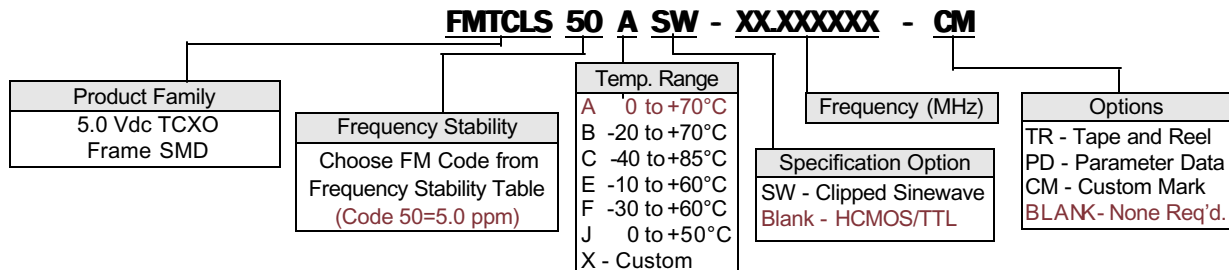 FMTCLS 50 A SW - XX.XXXXXX - CM
Product Family
5.0 Vdc TCXO
Frame SMD
Frequency Stability
Choose FM Code from
Frequency Stability Table
(Code 50=5.0 ppm)
Temp. Range
A 0 to +70°C
B -20 to +70°C
C -40 to +85°C
E -10 to +60°C
F -30 to +60°C
J 0 to +50°C
X - Custom
Specification Option
SW - Clipped Sinewave
Blank - HCMOS/TTL
Frequency (MHz)
Options
TR - Tape and Reel
PD - Parameter Data
CM - Custom Mark
BLANK- None Req'd.